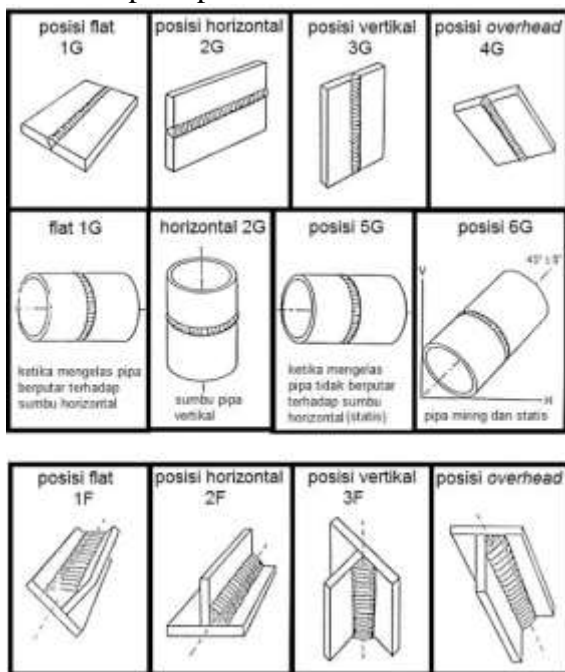 posisi flat
1G
posisi horizontal
2G
posisi vertikal
3G
posisi overhead
4G
flat 1G
ketika mengelas pipa
berputar terhadap
sumbu horizontal
horizontal 2G
sumbu pipa
vertikal
posisi 5G
ketika mengelas
pipa tidak berputar
terhadap sumbu
horizontal (statis)
posisi 6G
V
H
pipa miring dan statis
posisi flat
1F
posisi horizontal
2F
posisi vertikal
3F
posisi overhead